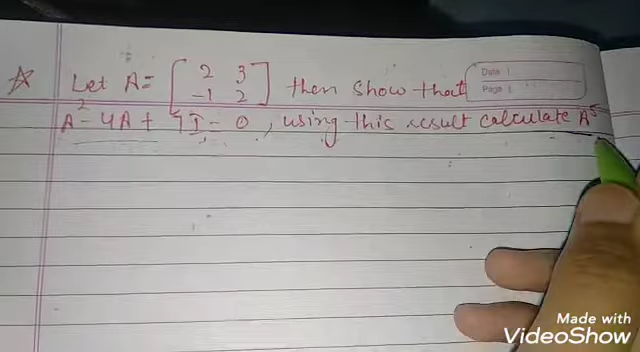 ☆ Let A = [ 2 3 -1 2 ] then show that
Date |
Page |
A² - 4A + 7I = 0, using this result calculate A⁵
Made with
VideoShow